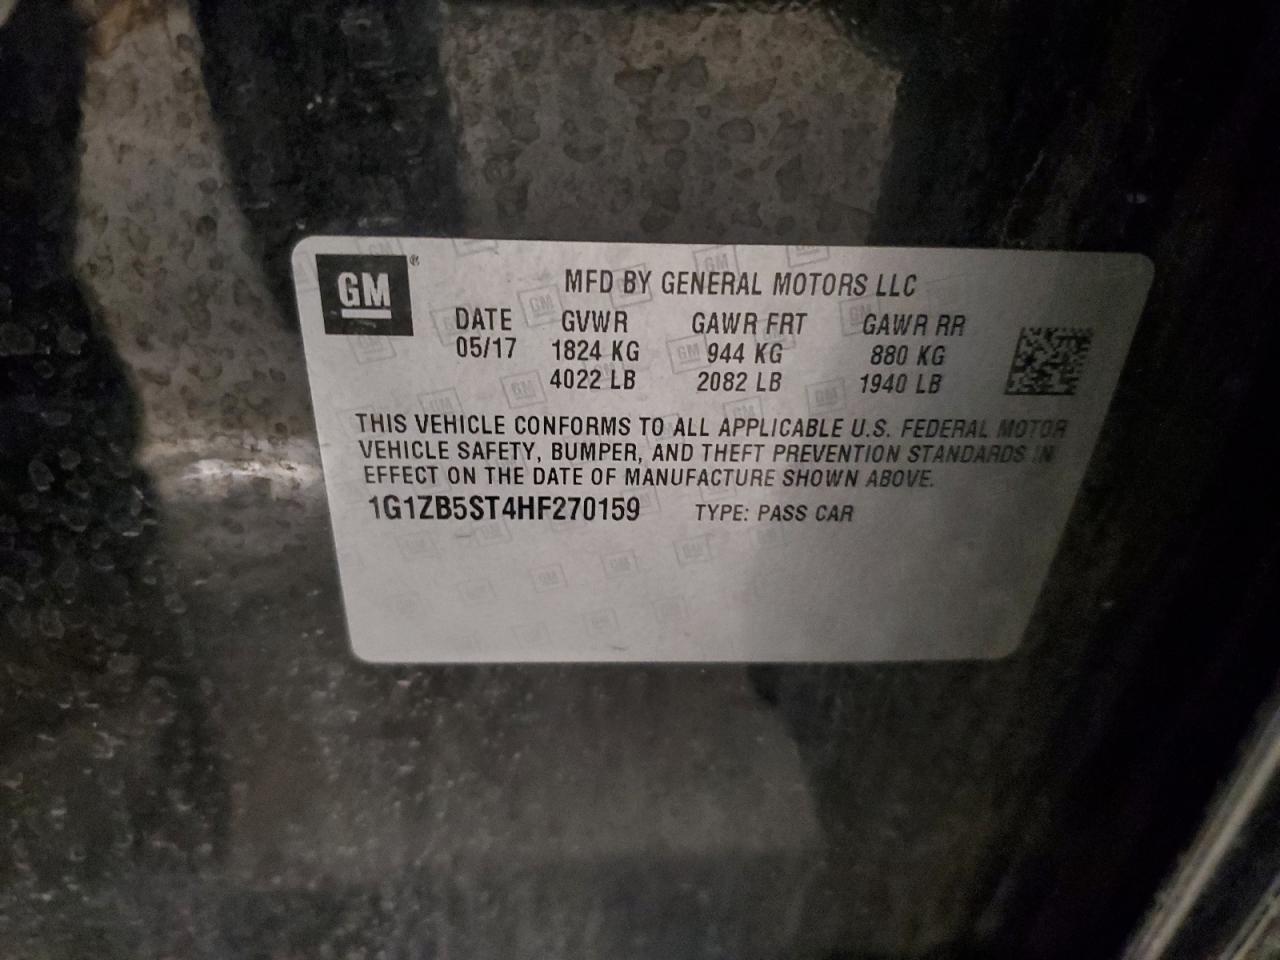 GM®
MFD BY GENERAL MOTORS LLC
DATE GVWR GAWR FRT GAWR RR
05/17 1824 KG 944 KG 880 KG
4022 LB 2082 LB 1940 LB
THIS VEHICLE CONFORMS TO ALL APPLICABLE U.S. FEDERAL MOTOR
VEHICLE SAFETY, BUMPER, AND THEFT PREVENTION STANDARDS IN
EFFECT ON THE DATE OF MANUFACTURE SHOWN ABOVE.
1G1ZB5ST4HF270159 TYPE: PASS CAR